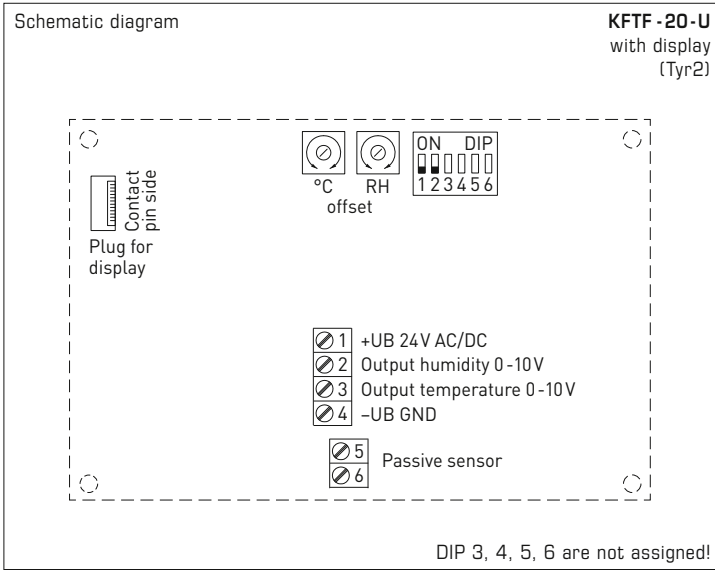 Schematic diagram
KFTF - 20 - U
with display
(Tyr2)
ON DIP
1 2 3 4 5 6
°C RH
offset
Contact
pin side
Plug for
display
1 +UB 24V AC/DC
2 Output humidity 0 - 10 V
3 Output temperature 0 - 10 V
4 –UB GND
5
6
Passive sensor
DIP 3, 4, 5, 6 are not assigned!